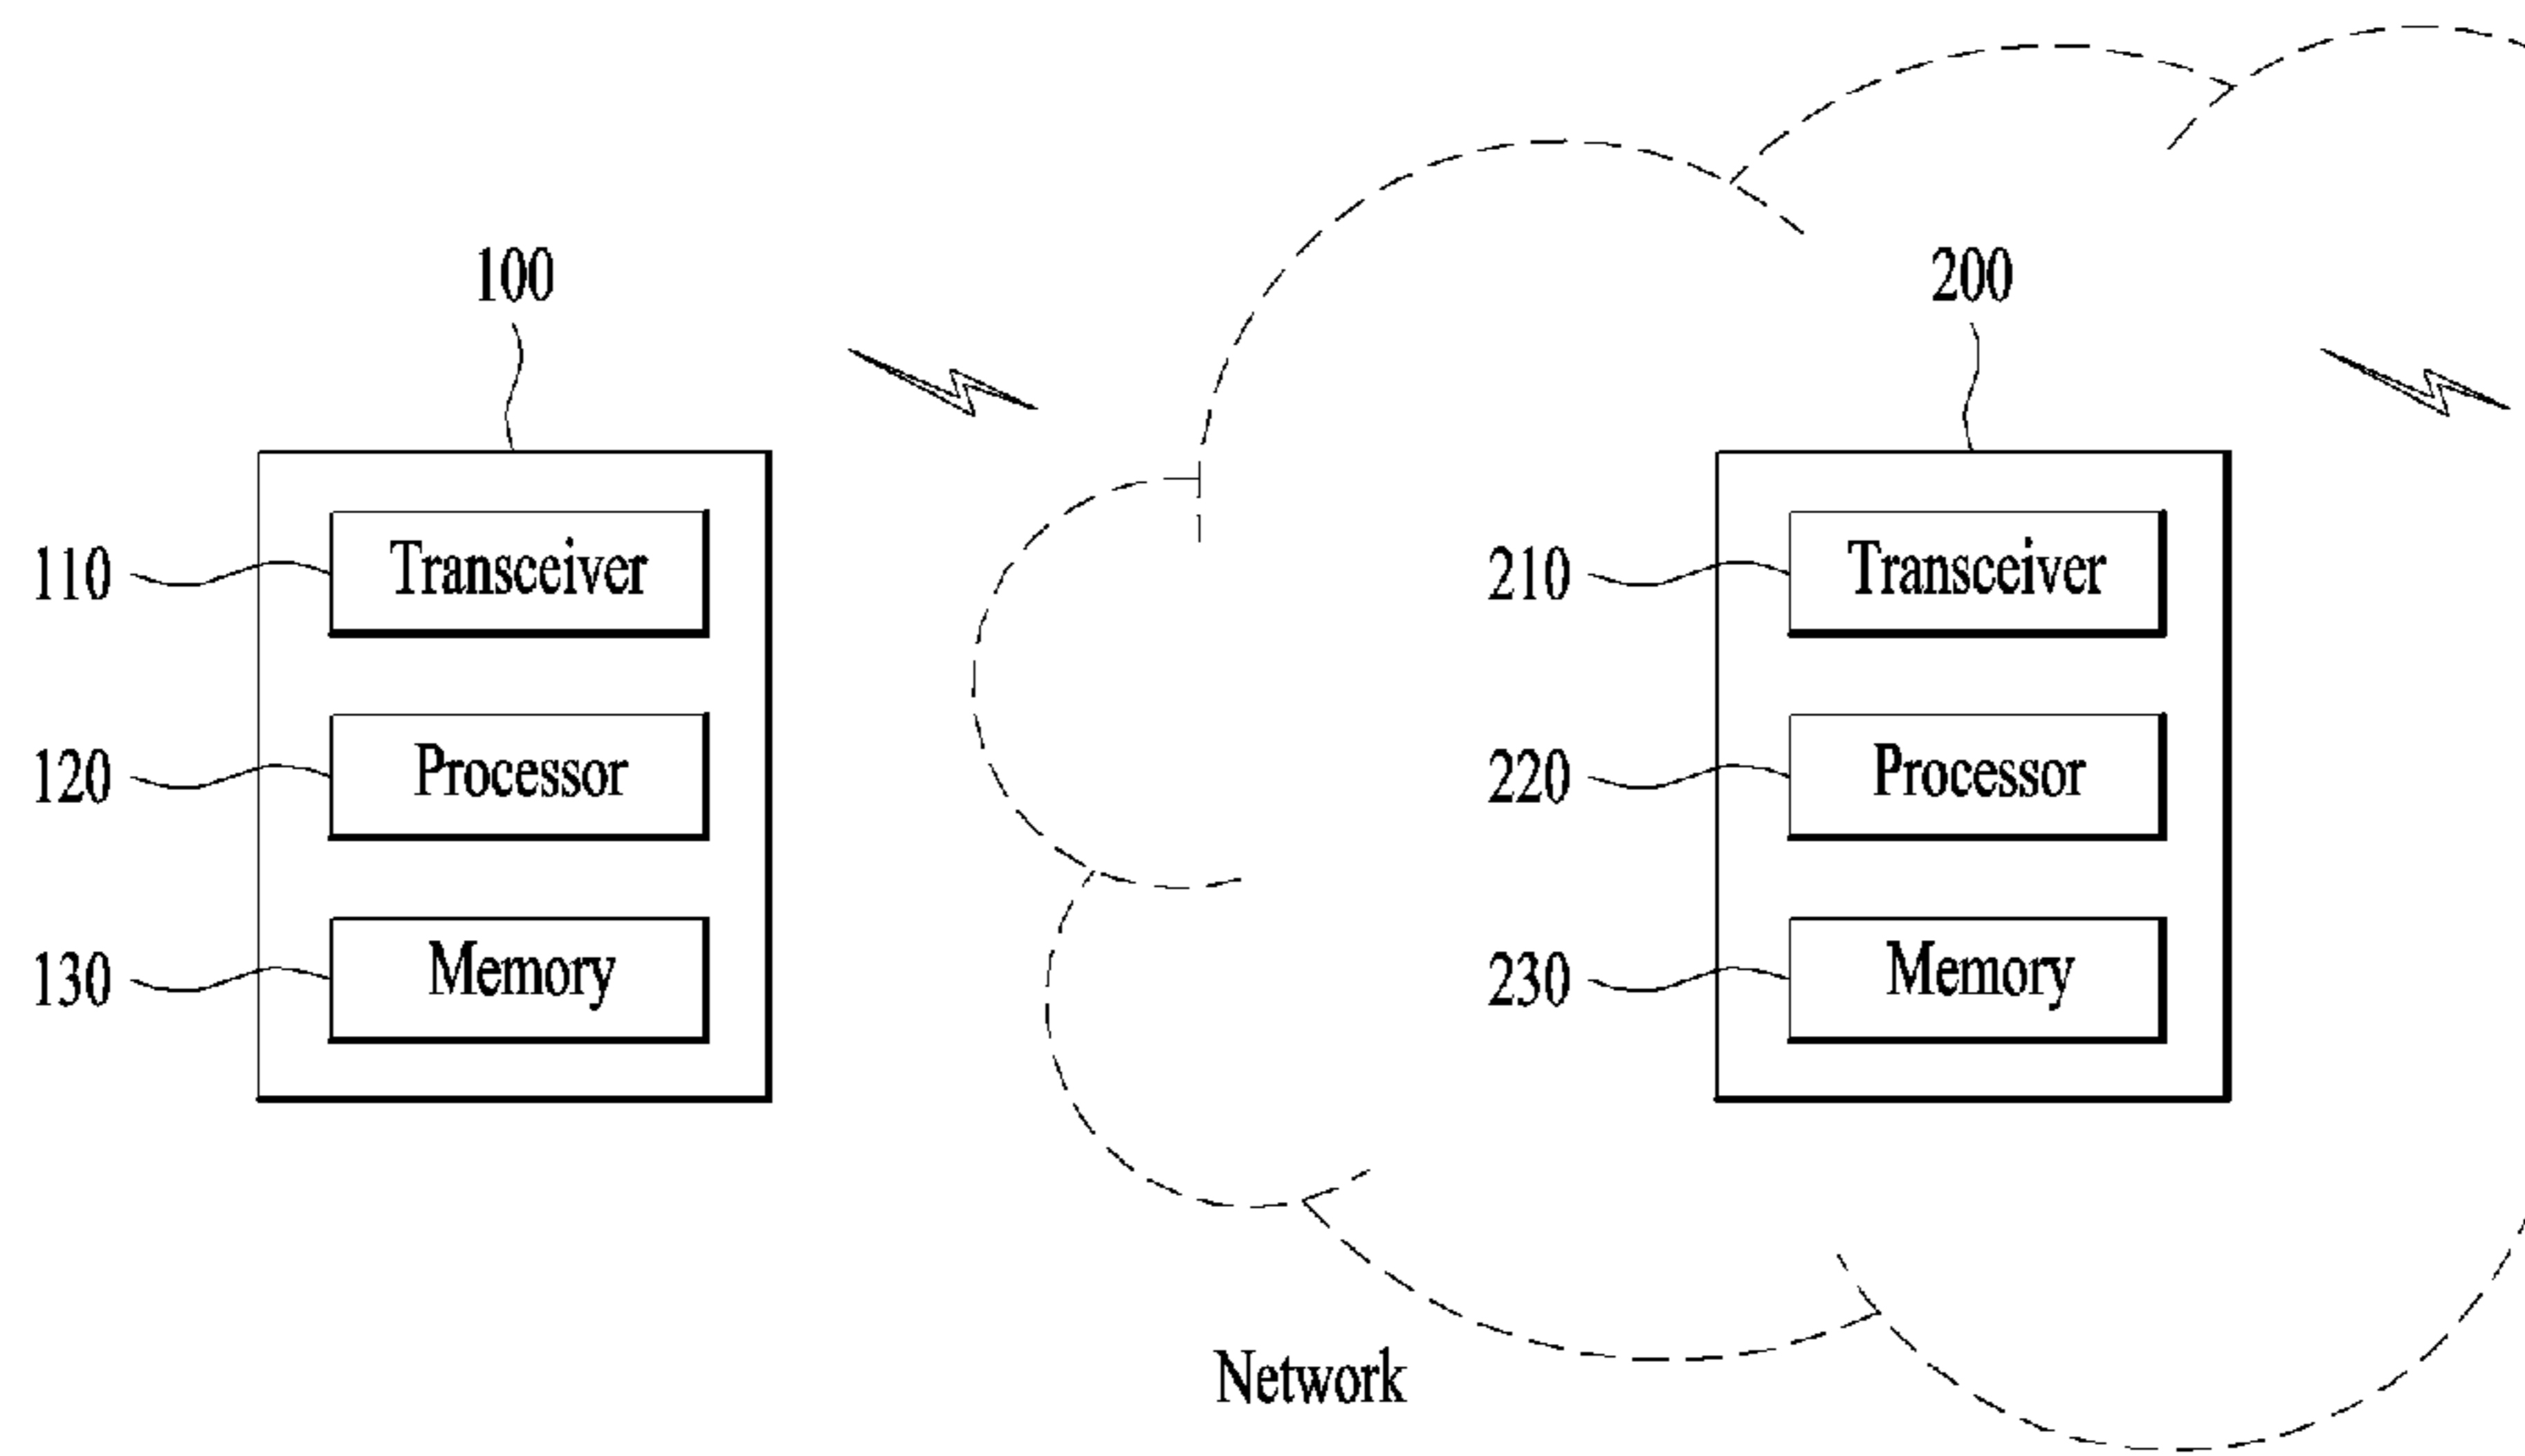 100
200
110
Transceiver
210
Transceiver
120
Processor
220
Processor
130
Memory
230
Memory
Network